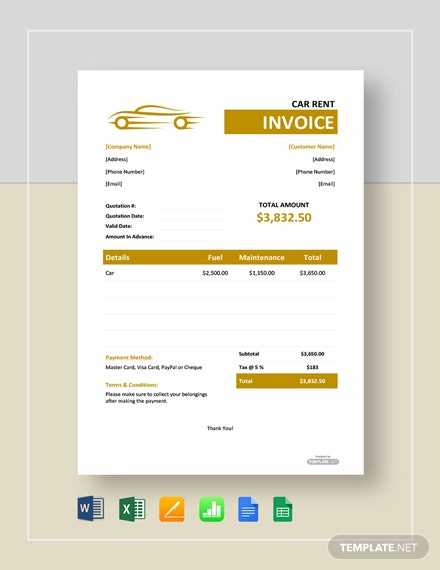 CAR RENT
INVOICE
[Company Name]
[Customer Name]
[Address]
[Address]
[Phone Number]
[Phone Number]
[Email]
[Email]
Quotation #:
Quotation Date:
Valid Date:
Amount In Advance:
TOTAL AMOUNT
$3,832.50
Details Fuel Maintenance Total
Car $2,500.00 $1,150.00 $3,650.00
Subtotal $3,650.00
Payment Method:
Tax @ 5 % $183
Master Card, Visa Card, PayPal or Cheque
Total $3,832.50
Terms & Conditions:
Please make sure to collect your belongings
after making the payment.
Thank You!
TEMPLATE.NET
W X
TEMPLATE.NET